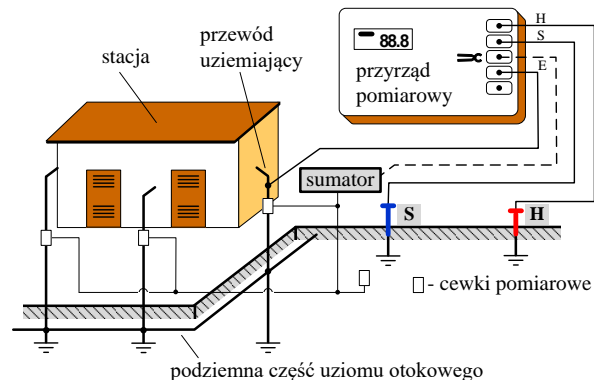 H
S
88.8
E
przyrząd
pomiarowy
przewód
uziemiający
stacja
sumator
S
H
- cewki pomiarowe
podziemna część uziomu otokowego